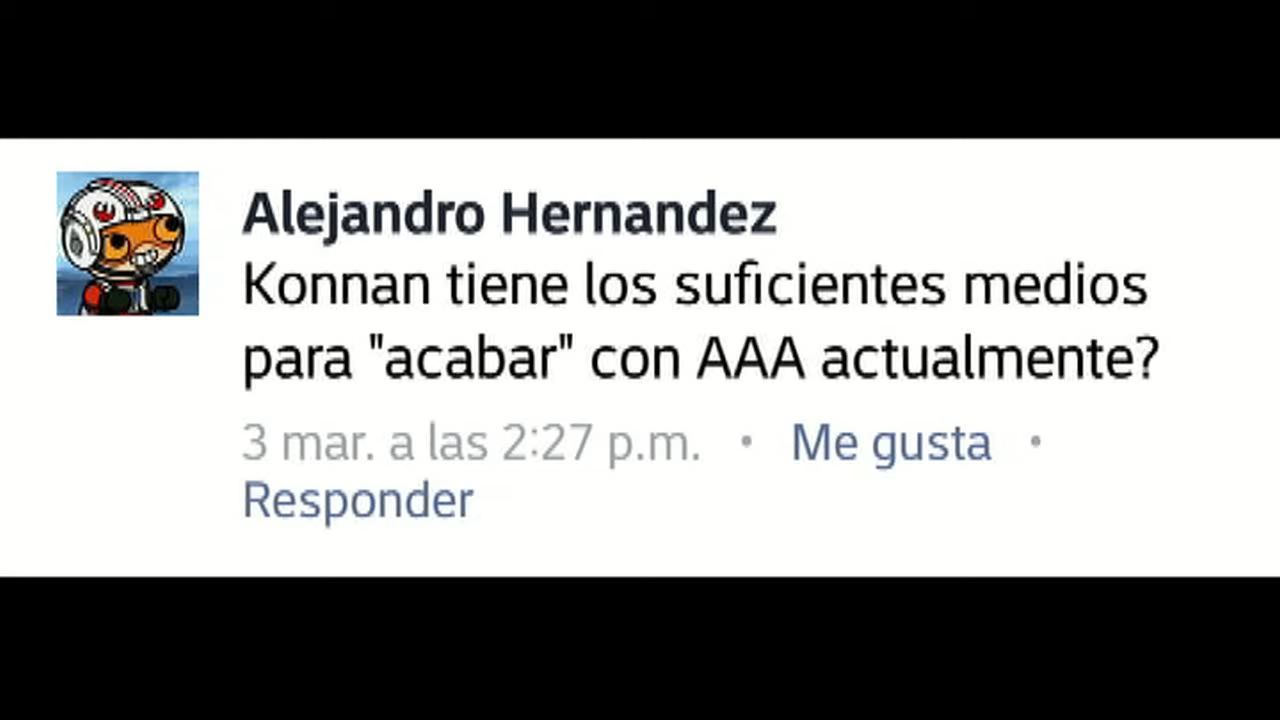 Alejandro Hernandez
Konnan tiene los suficientes medios
para "acabar" con AAA actualmente?
3 mar. a las 2:27 p.m. • Me gusta •
Responder